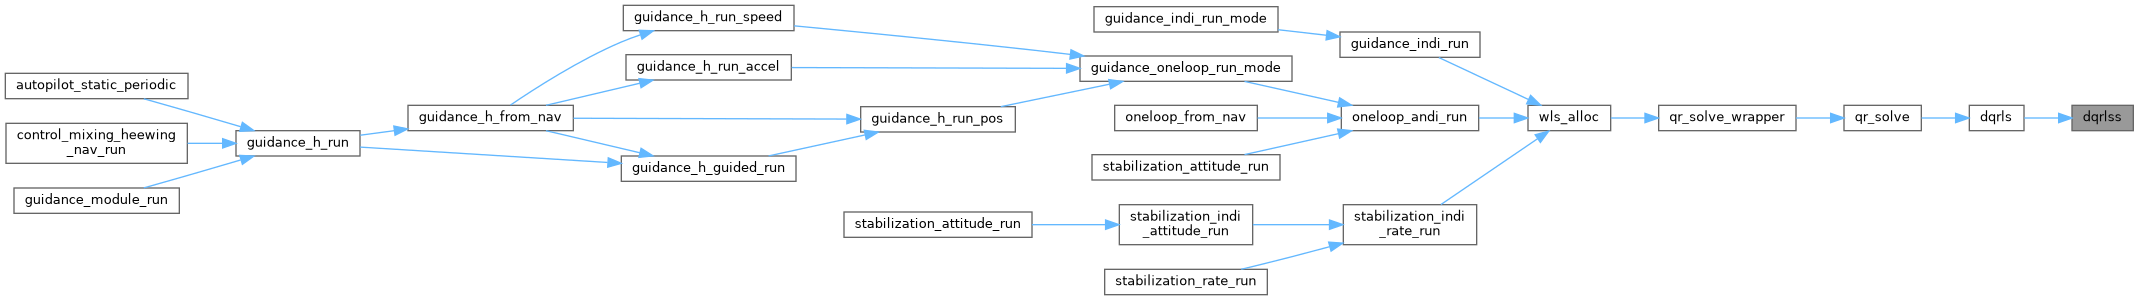 guidance_h_run_speed
guidance_indi_run_mode
guidance_indi_run
guidance_h_run_accel
guidance_oneloop_run_mode
autopilot_static_periodic
guidance_h_from_nav
guidance_h_run_pos
oneloop_from_nav
oneloop_andi_run
wls_alloc
qr_solve_wrapper
qr_solve
dqrls
dqrlss
control_mixing_heewing
_nav_run
guidance_h_run
guidance_h_guided_run
stabilization_attitude_run
guidance_module_run
stabilization_attitude_run
stabilization_indi
_attitude_run
stabilization_indi
_rate_run
stabilization_rate_run